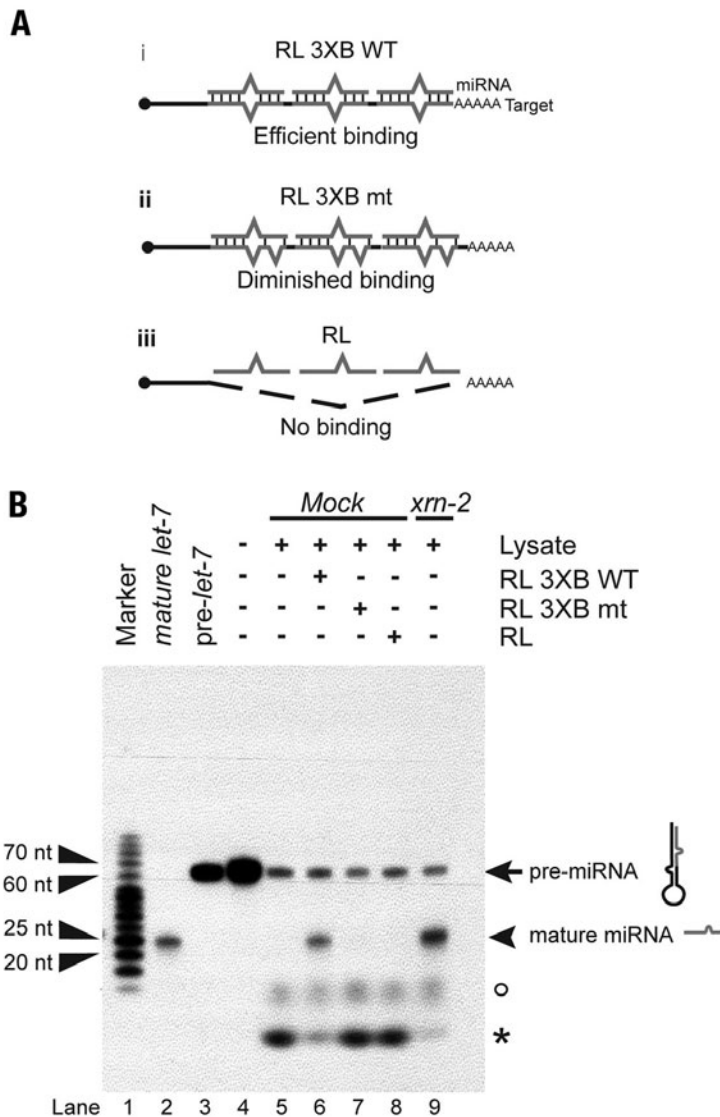 A
i
RL 3XB WT
miRNA
AAAAA Target
Efficient binding
ii
RL 3XB mt
AAAAA
Diminished binding
iii
RL
AAAAA
No binding
B
Marker
mature let-7
pre-let-7
Mock
xrn-2
- + + + + + Lysate
- - + - - - RL 3XB WT
- - - + - - RL 3XB mt
- - - - + - RL
70 nt
60 nt
pre-miRNA
25 nt
mature miRNA
20 nt
*
Lane 1 2 3 4 5 6 7 8 9